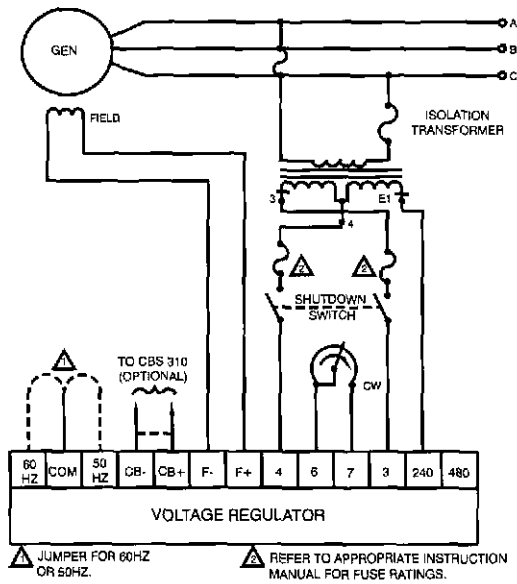 GEN
A
B
C
FIELD
ISOLATION
TRANSFORMER
3
E1
4
2
2
SHUTDOWN
SWITCH
1
TO CBS 310
(OPTIONAL)
CW
60 HZ
COM
50 HZ
CB-
CB+
F-
F+
4
6
7
3
240
480
VOLTAGE REGULATOR
1 JUMPER FOR 60HZ
OR 50HZ.
2 REFER TO APPROPRIATE INSTRUCTION
MANUAL FOR FUSE RATINGS.